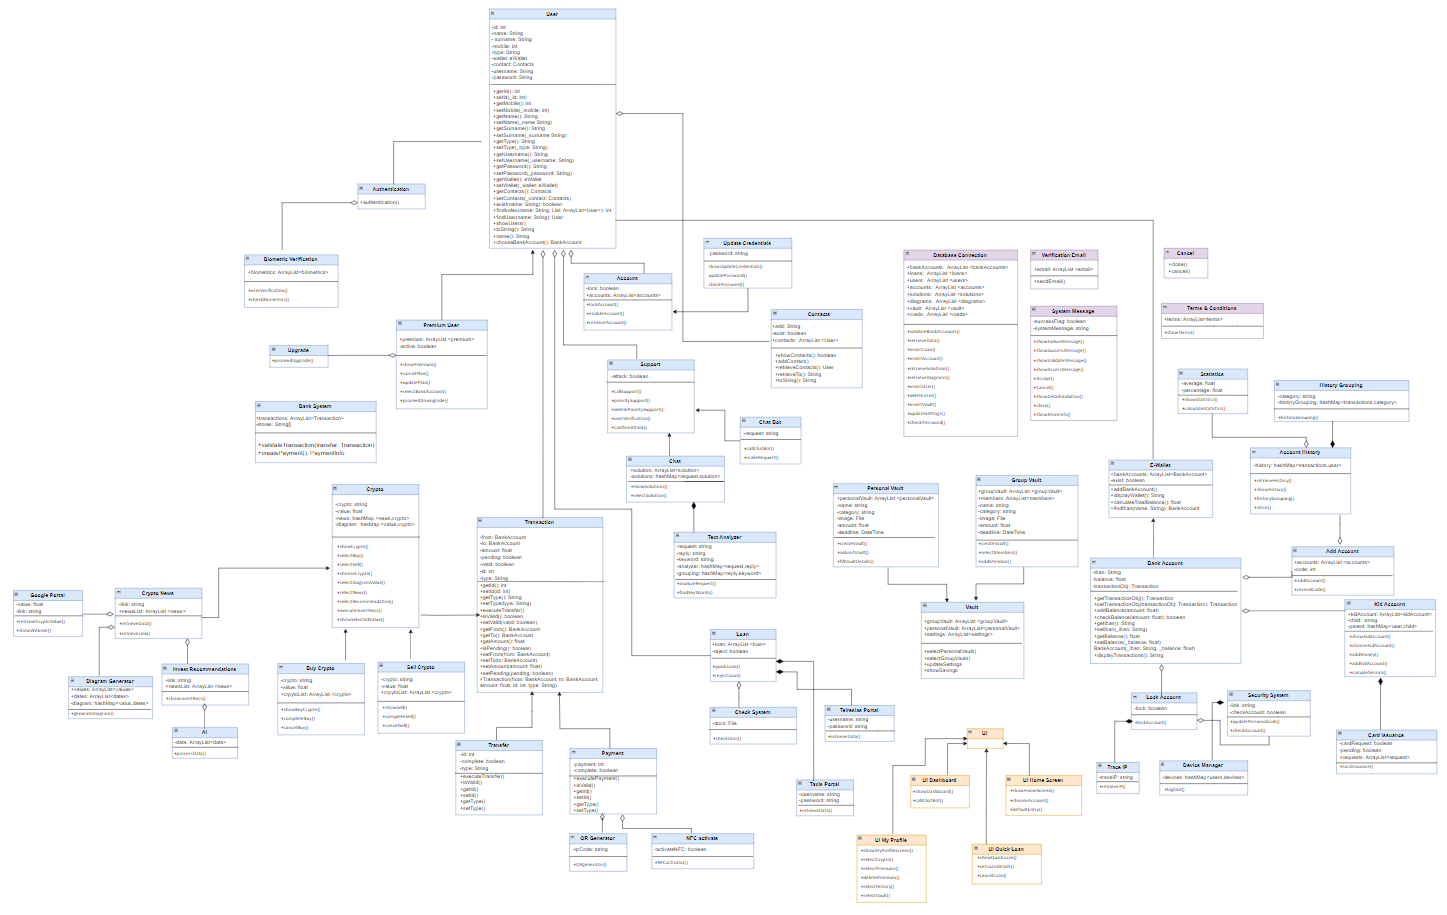 User
-id: int
-name: String
- surname: String
-mobile: int
-type: String
-wallet: eWallet
-contact: Contacts
-username: String
-password: String
+getId(): int
+setId(_id: int)
+getMobile(): int
+setMobile(_mobile: int)
+getName(): String
+setName(_name String)
+getSurname(): String
+setSurname(_surname String)
+getType(): String
+setType(_type: String)
+getUsername(): String
+setUsername(_username: String)
+getPassword(): String
+setPassword(_password: String)
+getWallet(): eWallet
+setWallet(_wallet: eWallet)
+getContacts(): Contacts
+setContacts(_contact: Contacts)
+exist(name: String): boolean
+findIndex(name: String, List: ArrayList<User>): int
+findUser(name: String): User
+showUsers()
+toString(): String
+name(): String
+chooseBankAccount(): BankAccount
Authentication
+authentication()
Biometric Verification
+biometrics: ArrayList<biometrics>
+userVerification()
+checkBiometrics()
Premium User
+premium: ArrayList <premium>
-active: boolean
+showPremium()
+cancelPlan()
+updatePlan()
+selectBankAccount()
+proceedDowngrade()
Upgrade
+proceedUpgrade()
Bank System
+transactions: ArrayList<Transaction>
-stores: String[]
+validateTransaction(transfer: Transaction)
+createPayment(): PaymentInfo
Account
-lock: boolean
+accounts: ArrayList<accounts>
+lockAccount()
+enableAccount()
+retrieveAccount()
Update Credentials
password: string
showUpdateCredentials()
updatePassword()
checkPassword()
Contacts
+add: String
+exist: boolean
+contacts: ArrayList <User>
+showContacts(): boolean
+addContact()
+retrieveContacts(): User
+retrieveTo(): String
+toString(): String
Support
-attack: boolean
+callSupport()
+prioritySupport()
+deletePrioritySupport()
+userVerification()
+confirmAttack()
Chat Bot
-request: string
+callChatBot()
+makeRequest()
Chat
+solution: ArrayList<solution>
-solutions: hashMap<request,solution>
+showSolutions()
+selectSolution()
Text Analyzer
-request: string
-reply: string
-keyword: string
-analyzer: hashMap<request,reply>
-grouping: hashMap<reply,keyword>
+analyzeRequest()
+findKeyWords()
Database Connection
+bankAccounts: ArrayList <bankAccounts>
+loans: ArrayList <loans>
+users: ArrayList <users>
+accounts: ArrayList <accounts>
+solutions: ArrayList <solutions>
+diagrams: ArrayList <diagrams>
+vault: ArrayList <vault>
+creds: ArrayList <creds>
+validateBankAccounts()
+retrieveData()
+insertLoan()
+insertAccount()
+retrieveSolutions()
+retrieveDiagrams()
+insertUser()
+deleteUser()
+insertVault()
+updateSettings()
+checkPassword()
Verification Email
+email: ArrayList <email>
+sendEmail()
System Message
-successFlag: boolean
-systemMessage: string
+showFailureMessage()
+showSuccessMessage()
+showValidateMessage()
+showAccessMessage()
+Accept()
+Cancel()
+showDetailsSolution()
+close()
+showMoreInfo()
Cancel
+close()
+cancel()
Terms & Conditions
+terms: ArrayList<terms>
+showTerms()
Statistics
-average: float
-percentage: float
+showStatistics()
+calculateStatistics()
History Grouping
-category: string
-historyGrouping: hashMap<transactions,category>
+historyGrouping()
Account History
-history: hashMap<transactions,user>
+retrieveHistory()
+showHistory()
+historyGrouping()
+close()
E-Wallet
+bankAccounts: ArrayList<BankAccount>
-exist: boolean
+addBankAccount()
+displayWallet(): String
+calculateTotalBalance(): float
+findIban(name: String): BankAccount
Add Account
+accounts: ArrayList <accounts>
-code: int
+addAccount()
+resendCode()
Bank Account
-iban: String
-balance: float
-transactionObj: Transaction
+getTransactionObj(): Transaction
+setTransactionObj(transactionObj: Transaction): Transaction
+addBalance(amount: float)
+checkBalance(amount: float): boolean
+getIban(): String
+setIban(_iban: String)
+getBalance(): float
+setBalance(_balance: float)
BankAccount(_iban: String, _balance: float)
+displayTransactions(): String
Kid Account
+kidAccount: ArrayList<kidAccount>
-child: string
-parent: hashMap<user,child>
+showKidAccount()
+chooseKidAccount()
+addMoney()
+addKidAccount()
+completeForm()
Card Issuance
-cardRequest: boolean
-pending: boolean
+requests: ArrayList<request>
+cardIssuance()
Lock Account
-lock: boolean
+lockAccount()
Security System
-link: string
-checkAccount: boolean
+updatePasswordLink()
+checkAccount()
Trace IP
-traceIP: string
+retrieveIP()
Device Manager
-devices: hashMap<users,devices>
+logOut()
Personal Vault
+personalVault: ArrayList <personalVault>
-name: string
-category: string
-image: File
-amount: float
-deadline: DateTime
+createVault()
+submitVault()
+fillVaultDetails()
Group Vault
+groupVault: ArrayList <groupVault>
+members: ArrayList<members>
-name: string
-category: string
-image: File
-amount: float
-deadline: DateTime
+createVault()
+selectMembers()
+addMember()
Vault
+groupVault: ArrayList<groupVault>
+personalVault: ArrayList<personalVault>
+settings: ArrayList<settings>
+selectPersonalVault()
+selectGroupVault()
+updateSettings
+showSavings
Crypto
-crypto: string
-value: float
-news: hashMap <news,crypto>
-diagram: hashMap <value,crypto>
+showCrypto()
+selectBuy()
+selectSell()
+chooseCrypto()
+selectDiagramValue()
+selectNews()
+selectRecommendation()
+executeInvestRecs()
+showSelectedValue()
Transaction
-from: BankAccount
-to: BankAccount
-amount: float
-pending: boolean
-valid: boolean
-id: int
-type: String
+getId(): int
+setId(id: int)
+getType(): String
+setType(type: String)
+executeTransfer()
+isValid(): boolean
+setValid(valid: boolean)
+getFrom(): BankAccount
+getTo(): BankAccount
+getAmount(): float
+isPending(): boolean
+setFrom(from: BankAccount)
+setTo(to: BankAccount)
+setAmount(amount: float)
+setPending(pending: boolean)
+Transaction(from: BankAccount, to: BankAccount,
amount: float, id: int, type: String)
Google Portal
-value: float
-link: string
+retrieveCryptoValue()
+showWebsite()
Crypto News
-link: string
+newsList: ArrayList <news>
+retrieveData()
+retrieveLink()
Diagram Generator
+values: ArrayList<values>
+dates: ArrayList<dates>
-diagram: hashMap<value,dates>
+generateDiagram()
Invest Recommendations
-link: string
+newsList: ArrayList <news>
+showInvestRecs()
AI
-data: ArrayList<data>
+processData()
Buy Crypto
-crypto: string
-value: float
+cryptoList: ArrayList <crypto>
+showBuyCrypto()
+completeBuy()
+cancelBuy()
Sell Crypto
-crypto: string
-value: float
+cryptoList: ArrayList <crypto>
+showSell()
+completeSell()
+cancelSell()
Transfer
-id: int
-complete: boolean
-type: String
+executeTransfer()
+isValid()
+getId()
+setId()
+getType()
+setType()
Payment
-payment: int
-complete: boolean
+executePayment()
+isValid()
+getId()
+setId()
+getType()
+setType()
QR Generator
-qrCode: string
+QRgenerator()
NFC activate
-activateNFC: boolean
+NFCactivator()
Loan
+loan: ArrayList <loan>
-reject: boolean
+quickLoan()
+rejectLoan()
Check System
-docs: File
+checkDocs()
Teiresias Portal
-username: string
-password: string
+retrieveData()
Taxis Portal
-username: string
-password: string
+retrieveData()
UI
UI Dashboard
+showDashboard()
+callChatBot()
UI Home Screen
+showHomeScreen()
+chooseAccount()
+defaultEntry()
UI My Profile
+showMyProfileScreen()
+selectCrypto()
+selectPremium()
+deletePremium()
+selectHistory()
+selectVault()
UI Quick Loan
+showQuickLoan()
+setLoanDetails()
+cancelLoan()